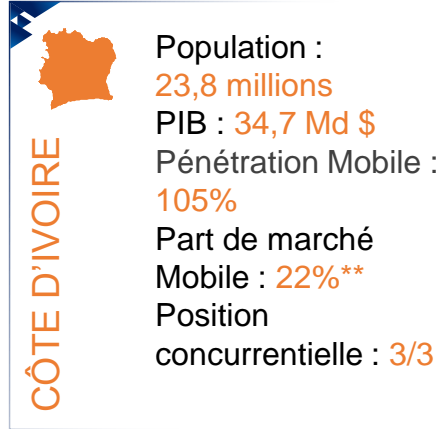 CÔTE D’IVOIRE
Population :
23,8 millions
PIB : 34,7 Md $
Pénétration Mobile :
105%
Part de marché
Mobile : 22%**
Position
concurrentielle : 3/3